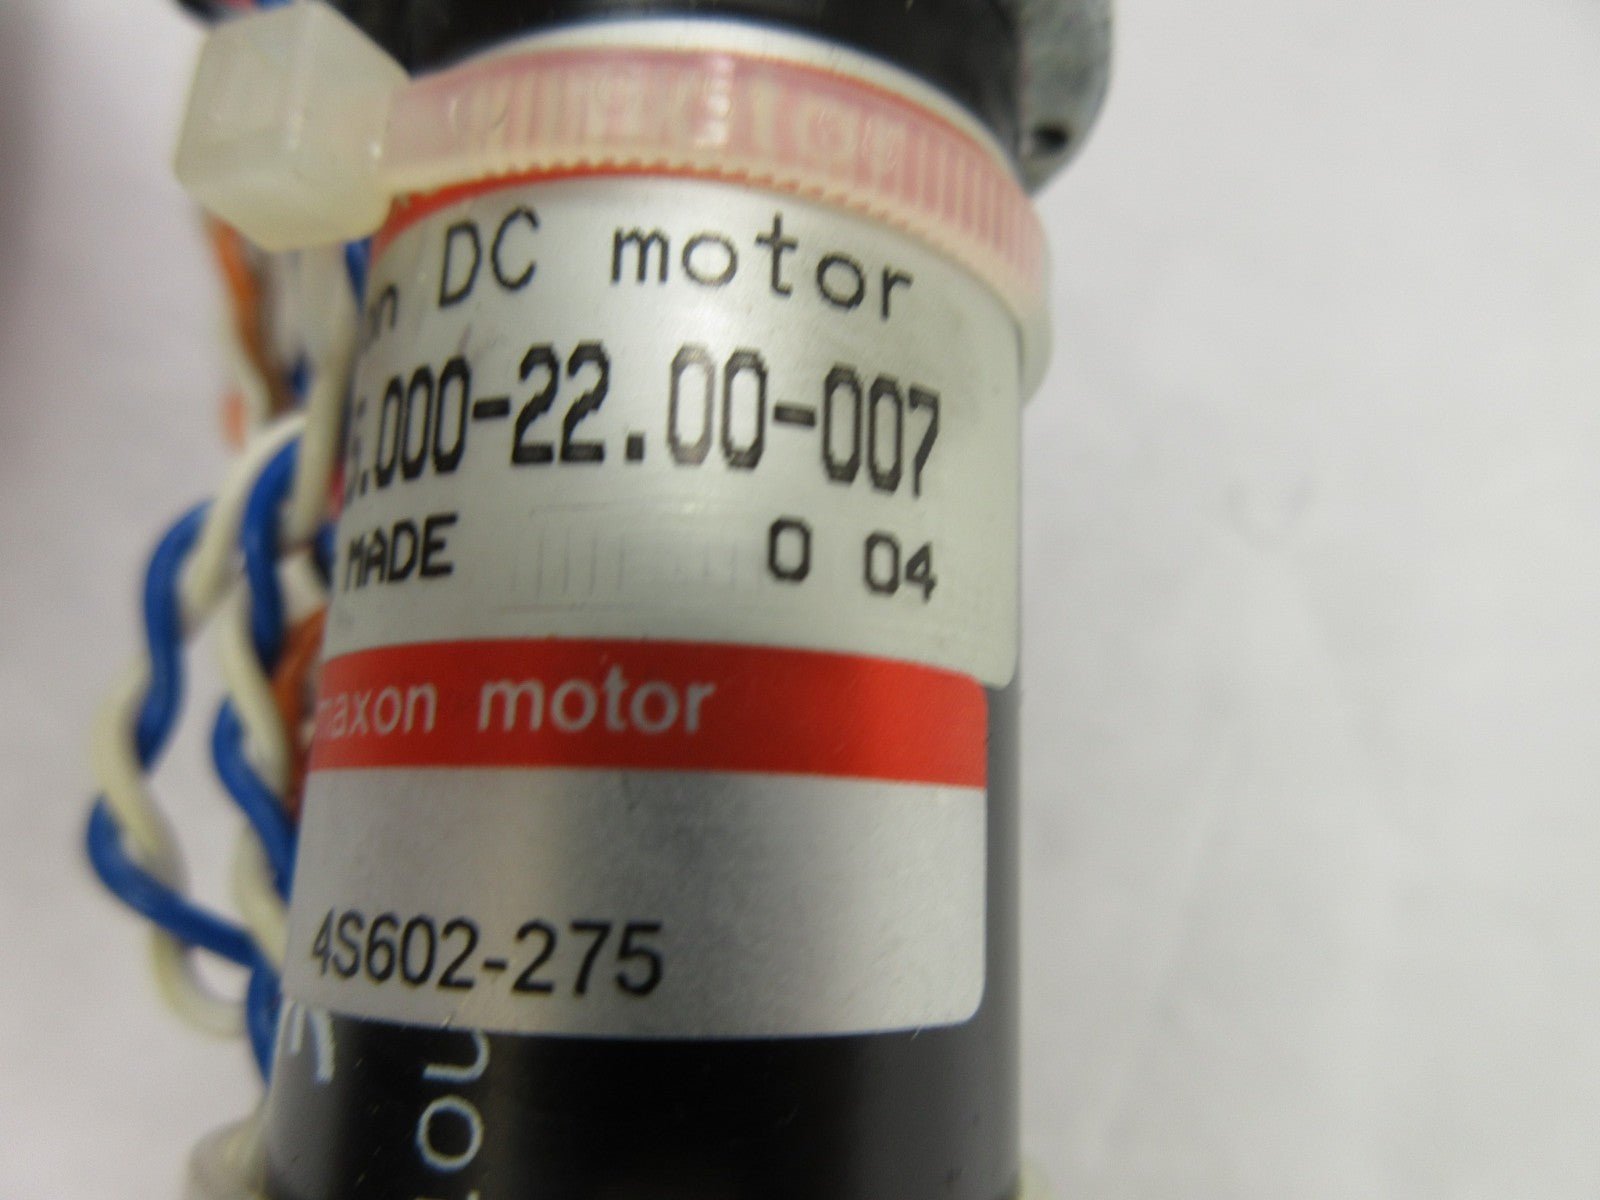 DC motor
.000-22.00-007
MADE 0 04
maxon motor
4S602-275